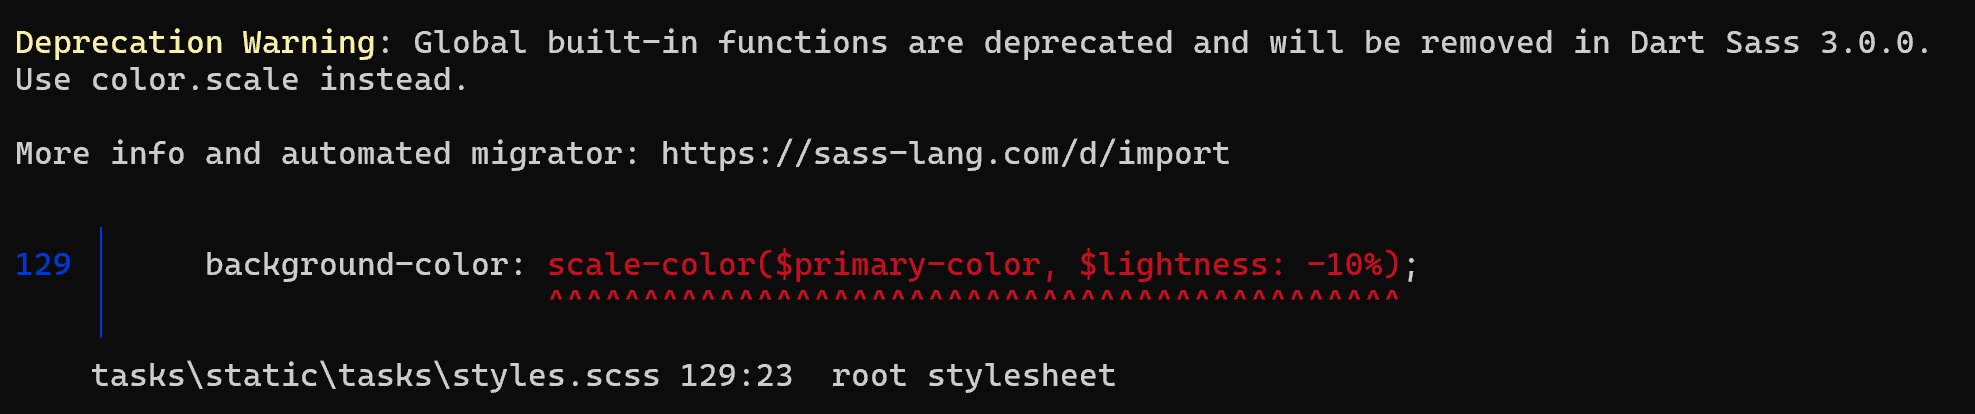 Deprecation Warning: Global built-in functions are deprecated and will be removed in Dart Sass 3.0.0.
Use color.scale instead.
More info and automated migrator: https://sass-lang.com/d/import
129 background-color: scale-color($primary-color, $lightness: -10%);
^^^^^^^^^^^^^^^^^^^^^^^^^^^^^^^^^^^^^^^^^^^^^
tasks\static\tasks\styles.scss 129:23 root stylesheet